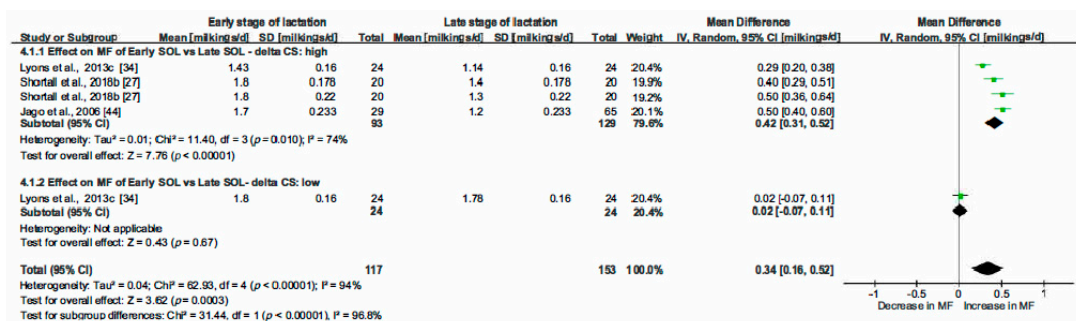 Early stage of lactation Late stage of lactation Mean Difference Mean Difference
Study or Subgroup Mean [milkings/d] SD [milkings/d] Total Mean [milkings/d] SD [milkings/d] Total Weight IV, Random, 95% CI [milkings/d] IV, Random, 95% CI [milkings/d]
4.1.1 Effect on MF of Early SOL vs Late SOL - delta CS: high
Lyons et al., 2013c [34] 1.43 0.16 24 1.14 0.16 24 20.4% 0.29 [0.20, 0.38]
Shortall et al., 2018b [27] 1.8 0.178 20 1.4 0.178 20 19.9% 0.40 [0.29, 0.51]
Shortall et al., 2018b [27] 1.8 0.22 20 1.3 0.22 20 19.2% 0.50 [0.36, 0.64]
Jago et al., 2006 [44] 1.7 0.233 29 1.2 0.233 65 20.1% 0.50 [0.40, 0.60]
Subtotal (95% CI) 93 129 79.6% 0.42 [0.31, 0.52]
Heterogeneity: Tau² = 0.01; Chi² = 11.40, df = 3 (p = 0.010); I² = 74%
Test for overall effect: Z = 7.76 (p < 0.00001)
4.1.2 Effect on MF of Early SOL vs Late SOL- delta CS: low
Lyons et al., 2013c [34] 1.8 0.16 24 1.78 0.16 24 20.4% 0.02 [-0.07, 0.11]
Subtotal (95% CI) 24 24 20.4% 0.02 [-0.07, 0.11]
Heterogeneity: Not applicable
Test for overall effect: Z = 0.43 (p = 0.67)
Total (95% CI) 117 153 100.0% 0.34 [0.16, 0.52]
Heterogeneity: Tau² = 0.04; Chi² = 62.93, df = 4 (p < 0.00001); I² = 94%
Test for overall effect: Z = 3.62 (p= 0.0003)
Test for subgroup differences: Chi² = 31.44, df = 1 (p < 0.00001), I² = 96.8%
-1 -0.5 0 0.5 1
Decrease in MF Increase in MF